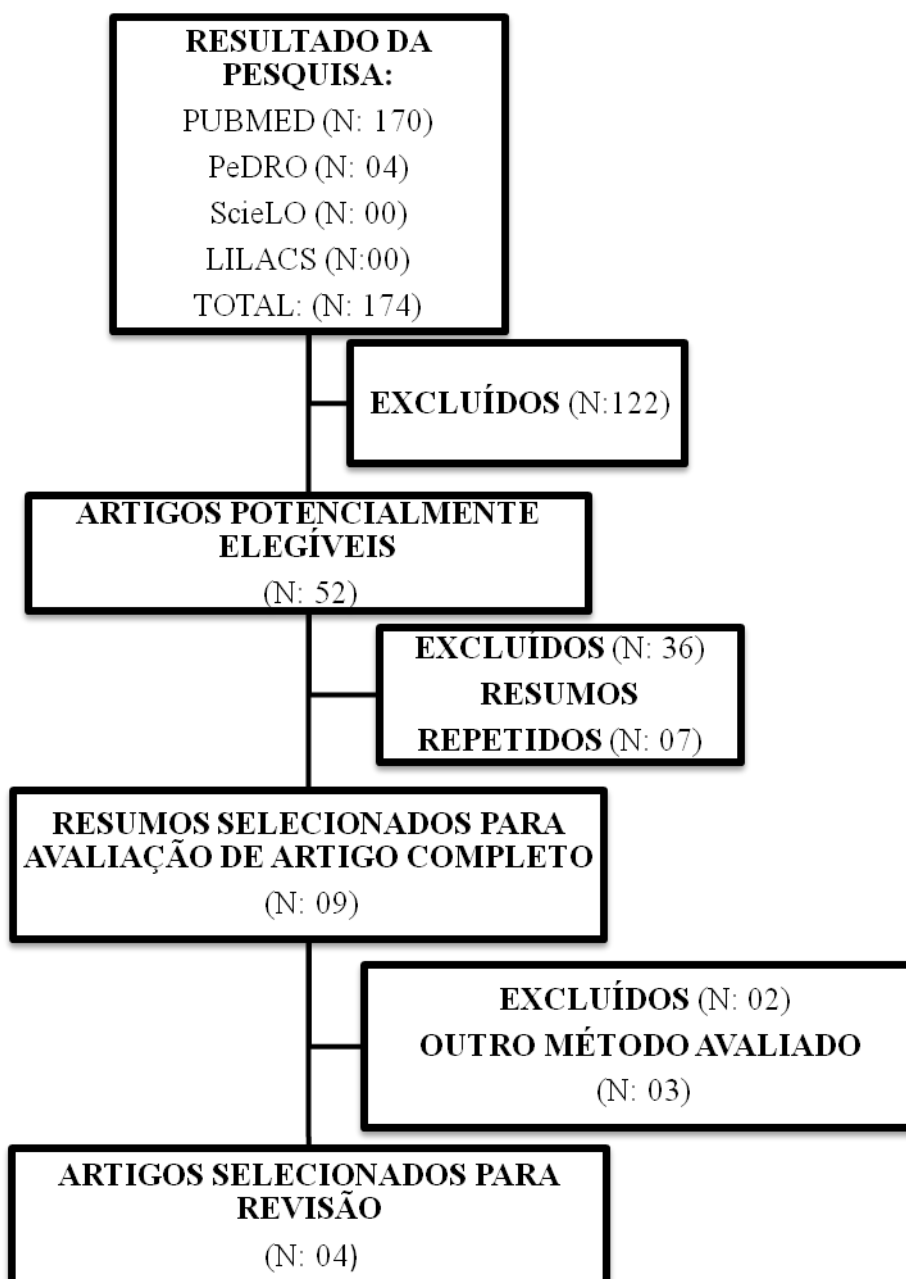 RESULTADO DA
PESQUISA:
PUBMED (N: 170)
PeDRO (N: 04)
ScieLO (N: 00)
LILACS (N:00)
TOTAL: (N: 174)
EXCLUÍDOS (N:122)
ARTIGOS POTENCIALMENTE
ELEGÍVEIS
(N: 52)
EXCLUÍDOS (N: 36)
RESUMOS
REPETIDOS (N: 07)
RESUMOS SELECIONADOS PARA
AVALIAÇÃO DE ARTIGO COMPLETO
(N: 09)
EXCLUÍDOS (N: 02)
OUTRO MÉTODO AVALIADO
(N: 03)
ARTIGOS SELECIONADOS PARA
REVISÃO
(N: 04)